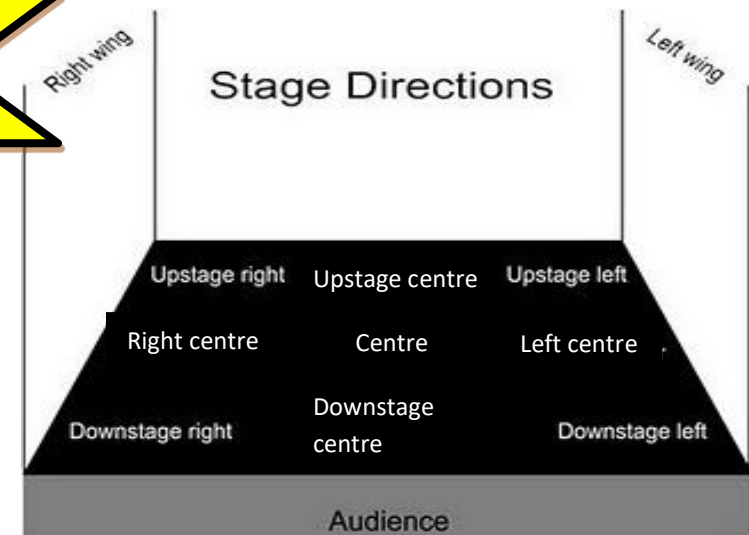 Right wing
Left wing
Stage Directions
Upstage right
Upstage centre
Upstage left
Right centre
Centre
Left centre
Downstage right
Downstage
centre
Downstage left
Audience